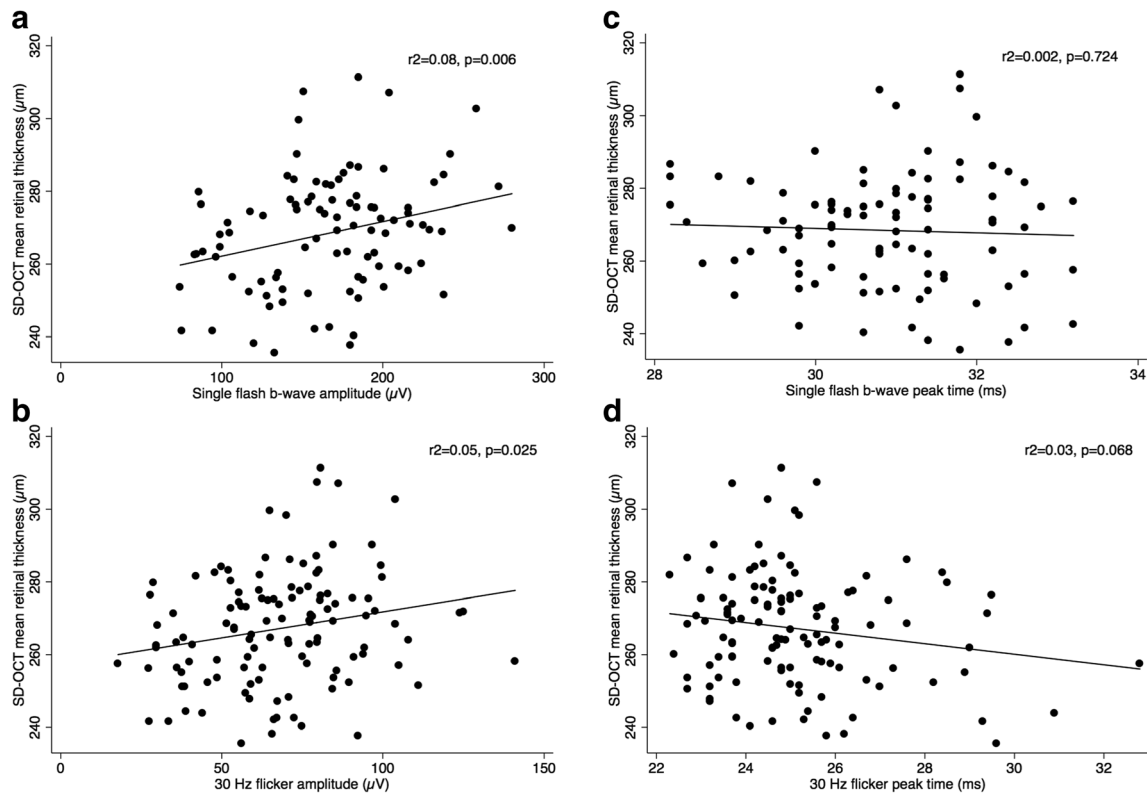 a
r2=0.08, p=0.006
SD-OCT mean retinal thickness (µm)
320
300
280
260
240
0
100
200
300
Single flash b-wave amplitude (µV)
c
r2=0.002, p=0.724
SD-OCT mean retinal thickness (µm)
320
300
280
260
240
28
30
32
34
Single flash b-wave peak time (ms)
b
r2=0.05, p=0.025
SD-OCT mean retinal thickness (µm)
320
300
280
260
240
0
50
100
150
30 Hz flicker amplitude (µV)
d
r2=0.03, p=0.068
SD-OCT mean retinal thickness (µm)
320
300
280
260
240
22
24
26
28
30
32
30 Hz flicker peak time (ms)